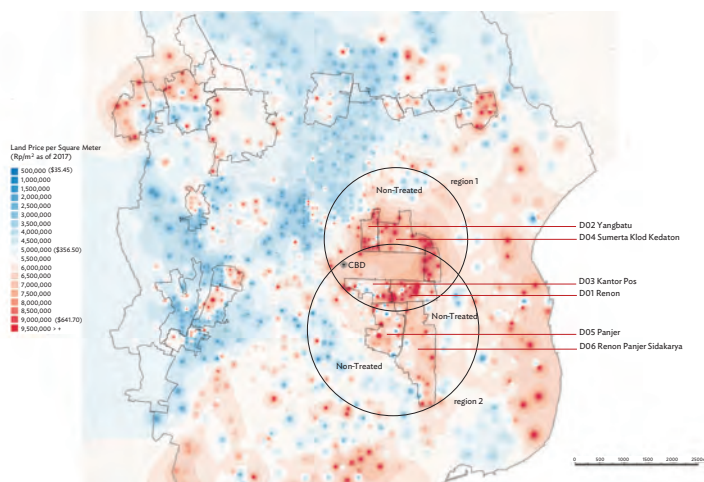 Land Price per Square Meter
(Rp/m² as of 2017)
500,000 ($35.45)
1,000,000
1,500,000
2,000,000
2,500,000
3,000,000
3,500,000
4,000,000
4,500,000
5,000,000 ($356.50)
5,500,000
6,000,000
6,500,000
7,000,000
7,500,000
8,000,000
8,500,000
9,000,000 ($641.70)
9,500,000 > +
region 1
Non-Treated
D02 Yangbatu
D04 Sumerta Klod Kedaton
CBD
D03 Kantor Pos
D01 Renon
Non-Treated
D05 Panjer
D06 Renon Panjer Sidakarya
Non-Treated
region 2
0 500 1000 1500 2000 2500m